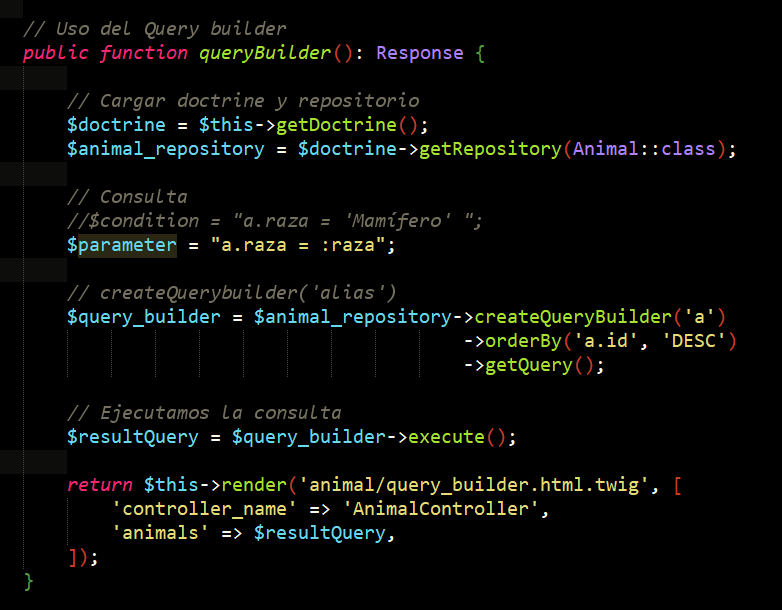 // Uso del Query builder
public function queryBuilder(): Response {
// Cargar doctrine y repositorio
$doctrine = $this->getDoctrine();
$animal_repository = $doctrine->getRepository(Animal::class);
// Consulta
//$condition = "a.raza = 'Mamífero' ";
$parameter = "a.raza = :raza";
// createQuerybuilder('alias')
$query_builder = $animal_repository->createQueryBuilder('a')
->orderBy('a.id', 'DESC')
->getQuery();
// Ejecutamos la consulta
$resultQuery = $query_builder->execute();
return $this->render('animal/query_builder.html.twig', [
'controller_name' => 'AnimalController',
'animals' => $resultQuery,
]);
}